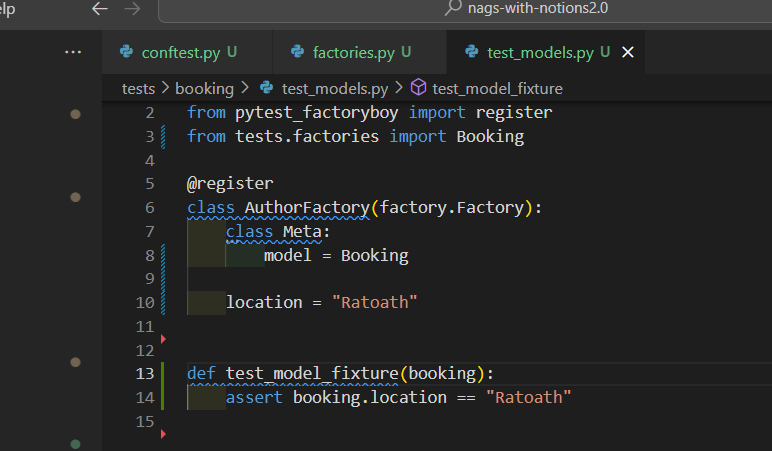 elp
← → nags-with-notions2.0
... conftest.py U factories.py U test_models.py U ×
tests > booking > test_models.py > test_model_fixture
2 from pytest_factoryboy import register
3 from tests.factories import Booking
4
5 @register
6 class AuthorFactory(factory.Factory):
7 class Meta:
8 model = Booking
9
10 location = "Ratoath"
11
12
13 def test_model_fixture(booking):
14 assert booking.location == "Ratoath"
15